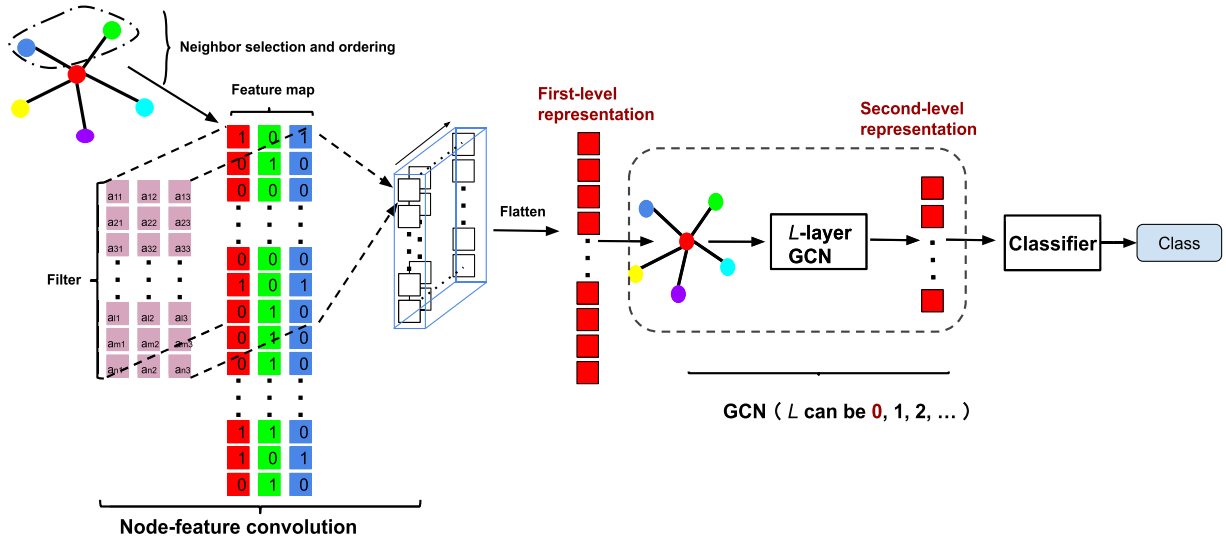 Neighbor selection and ordering
Feature map
First-level
representation
Second-level
representation
1 0 1
0 1 0
0 0 0
0 0 0
1 0 1
0 1 0
0 1 0
0 1 0
1 1 0
1 0 1
0 1 0
a11 a12 a13
a21 a22 a23
a31 a32 a33
al1 al2 al3
am1 am2 am3
an1 an2 an3
Filter
Flatten
L-layer
GCN
Classifier
Class
GCN ( L can be 0, 1, 2, ... )
Node-feature convolution